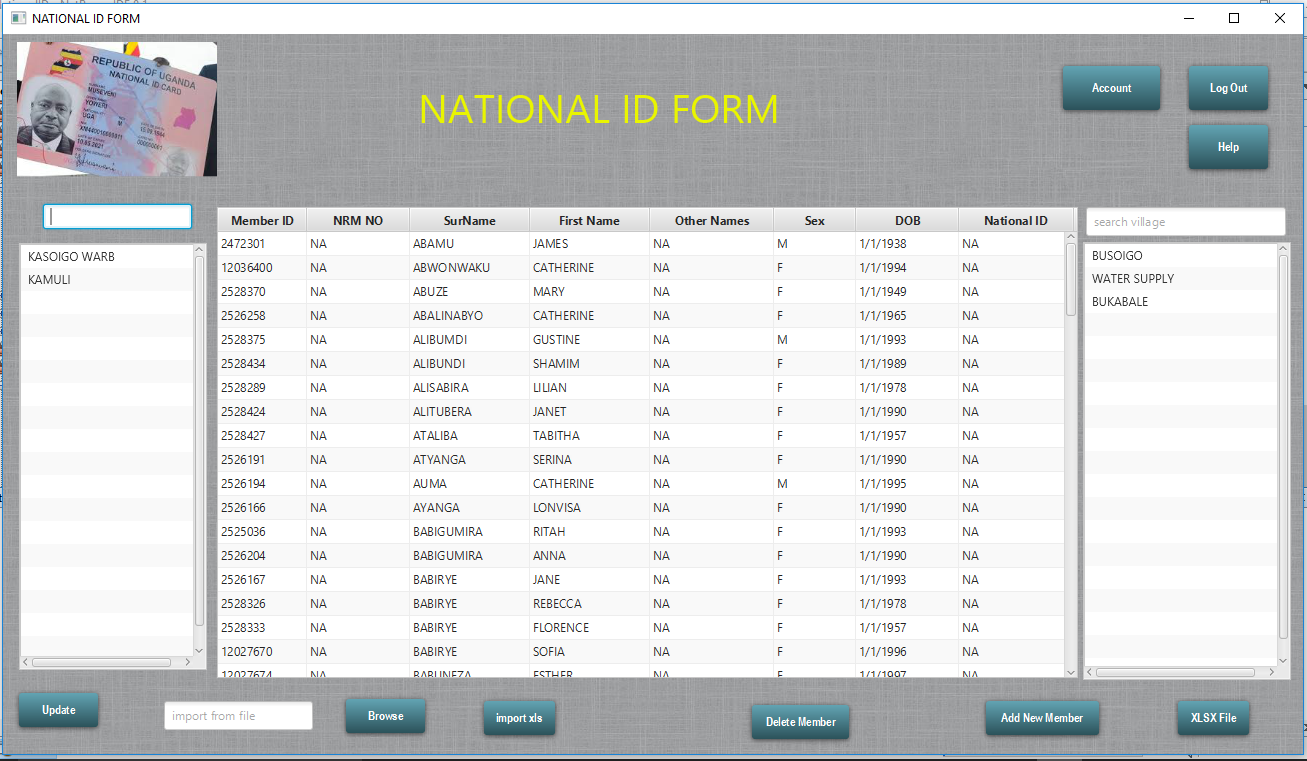 NATIONAL ID FORM
REPUBLIC OF UGANDA
NATIONAL ID CARD
MUSEVENI
YOWERI
UGA M
NATIONAL ID FORM
Account
Log Out
Help
search village
KASOIGO WARB
KAMULI
Member ID NRM NO SurName First Name Other Names Sex DOB National ID
2472301 NA ABAMU JAMES NA M 1/1/1938 NA
12036400 NA ABWONWAKU CATHERINE NA F 1/1/1994 NA
2528370 NA ABUZE MARY NA F 1/1/1949 NA
2526258 NA ABALINABYO CATHERINE NA F 1/1/1965 NA
2528375 NA ALIBUMDI GUSTINE NA M 1/1/1993 NA
2528434 NA ALIBUNDI SHAMIM NA F 1/1/1989 NA
2528289 NA ALISABIRA LILIAN NA F 1/1/1978 NA
2528424 NA ALITUBERA JANET NA F 1/1/1990 NA
2528427 NA ATALIBA TABITHA NA F 1/1/1957 NA
2526191 NA ATYANGA SERINA NA F 1/1/1990 NA
2526194 NA AUMA CATHERINE NA M 1/1/1995 NA
2526166 NA AYANGA LONVISA NA F 1/1/1990 NA
2525036 NA BABIGUMIRA RITAH NA F 1/1/1993 NA
2526204 NA BABIGUMIRA ANNA NA F 1/1/1990 NA
2526167 NA BABIRYE JANE NA F 1/1/1993 NA
2528326 NA BABIRYE REBECCA NA F 1/1/1978 NA
2528333 NA BABIRYE FLORENCE NA F 1/1/1957 NA
12027670 NA BABIRYE SOFIA NA F 1/1/1996 NA
12027674 NA BABUNEZA ESTHER NA F 1/1/1997 NA
BUSOIGO
WATER SUPPLY
BUKABALE
Update
import from file
Browse
import xls
Delete Member
Add New Member
XLSX File